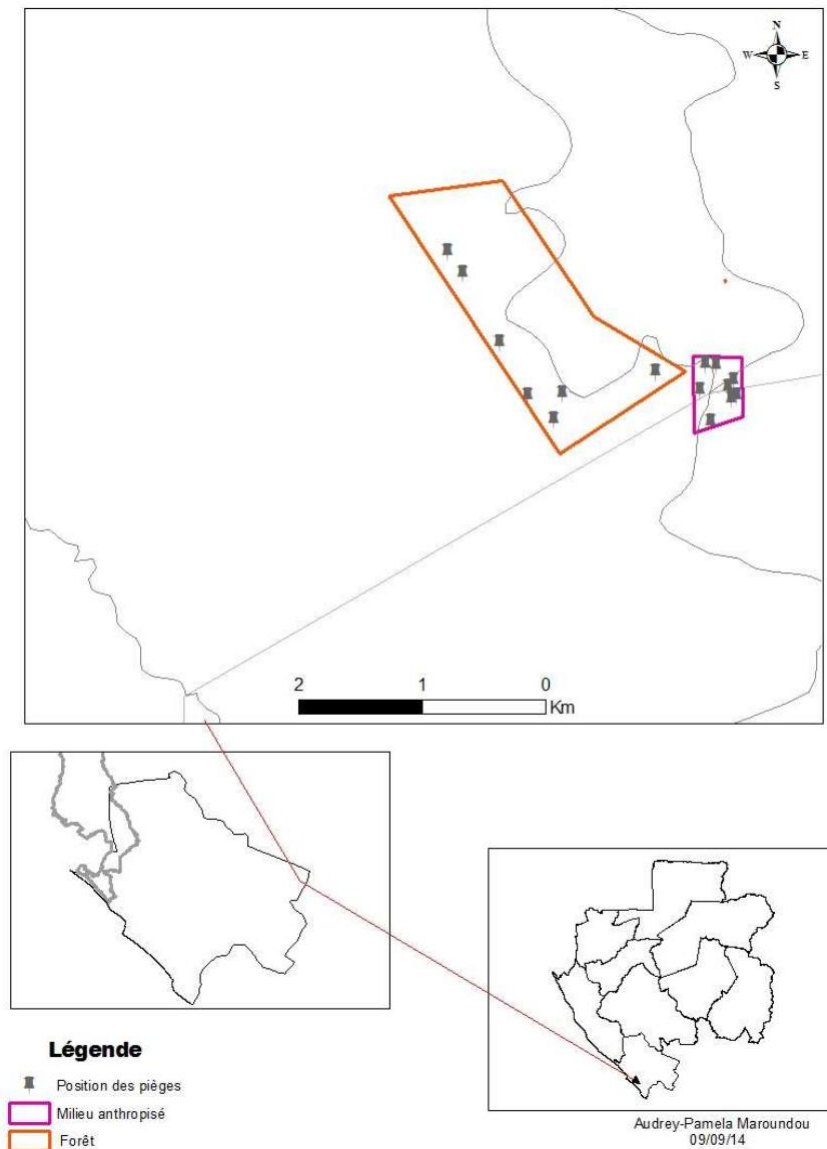 N
W E
S
2 1 0
Km
Légende
Position des pièges
Milieu anthropisé
Forêt
Audrey-Pamela Maroundou
09/09/14